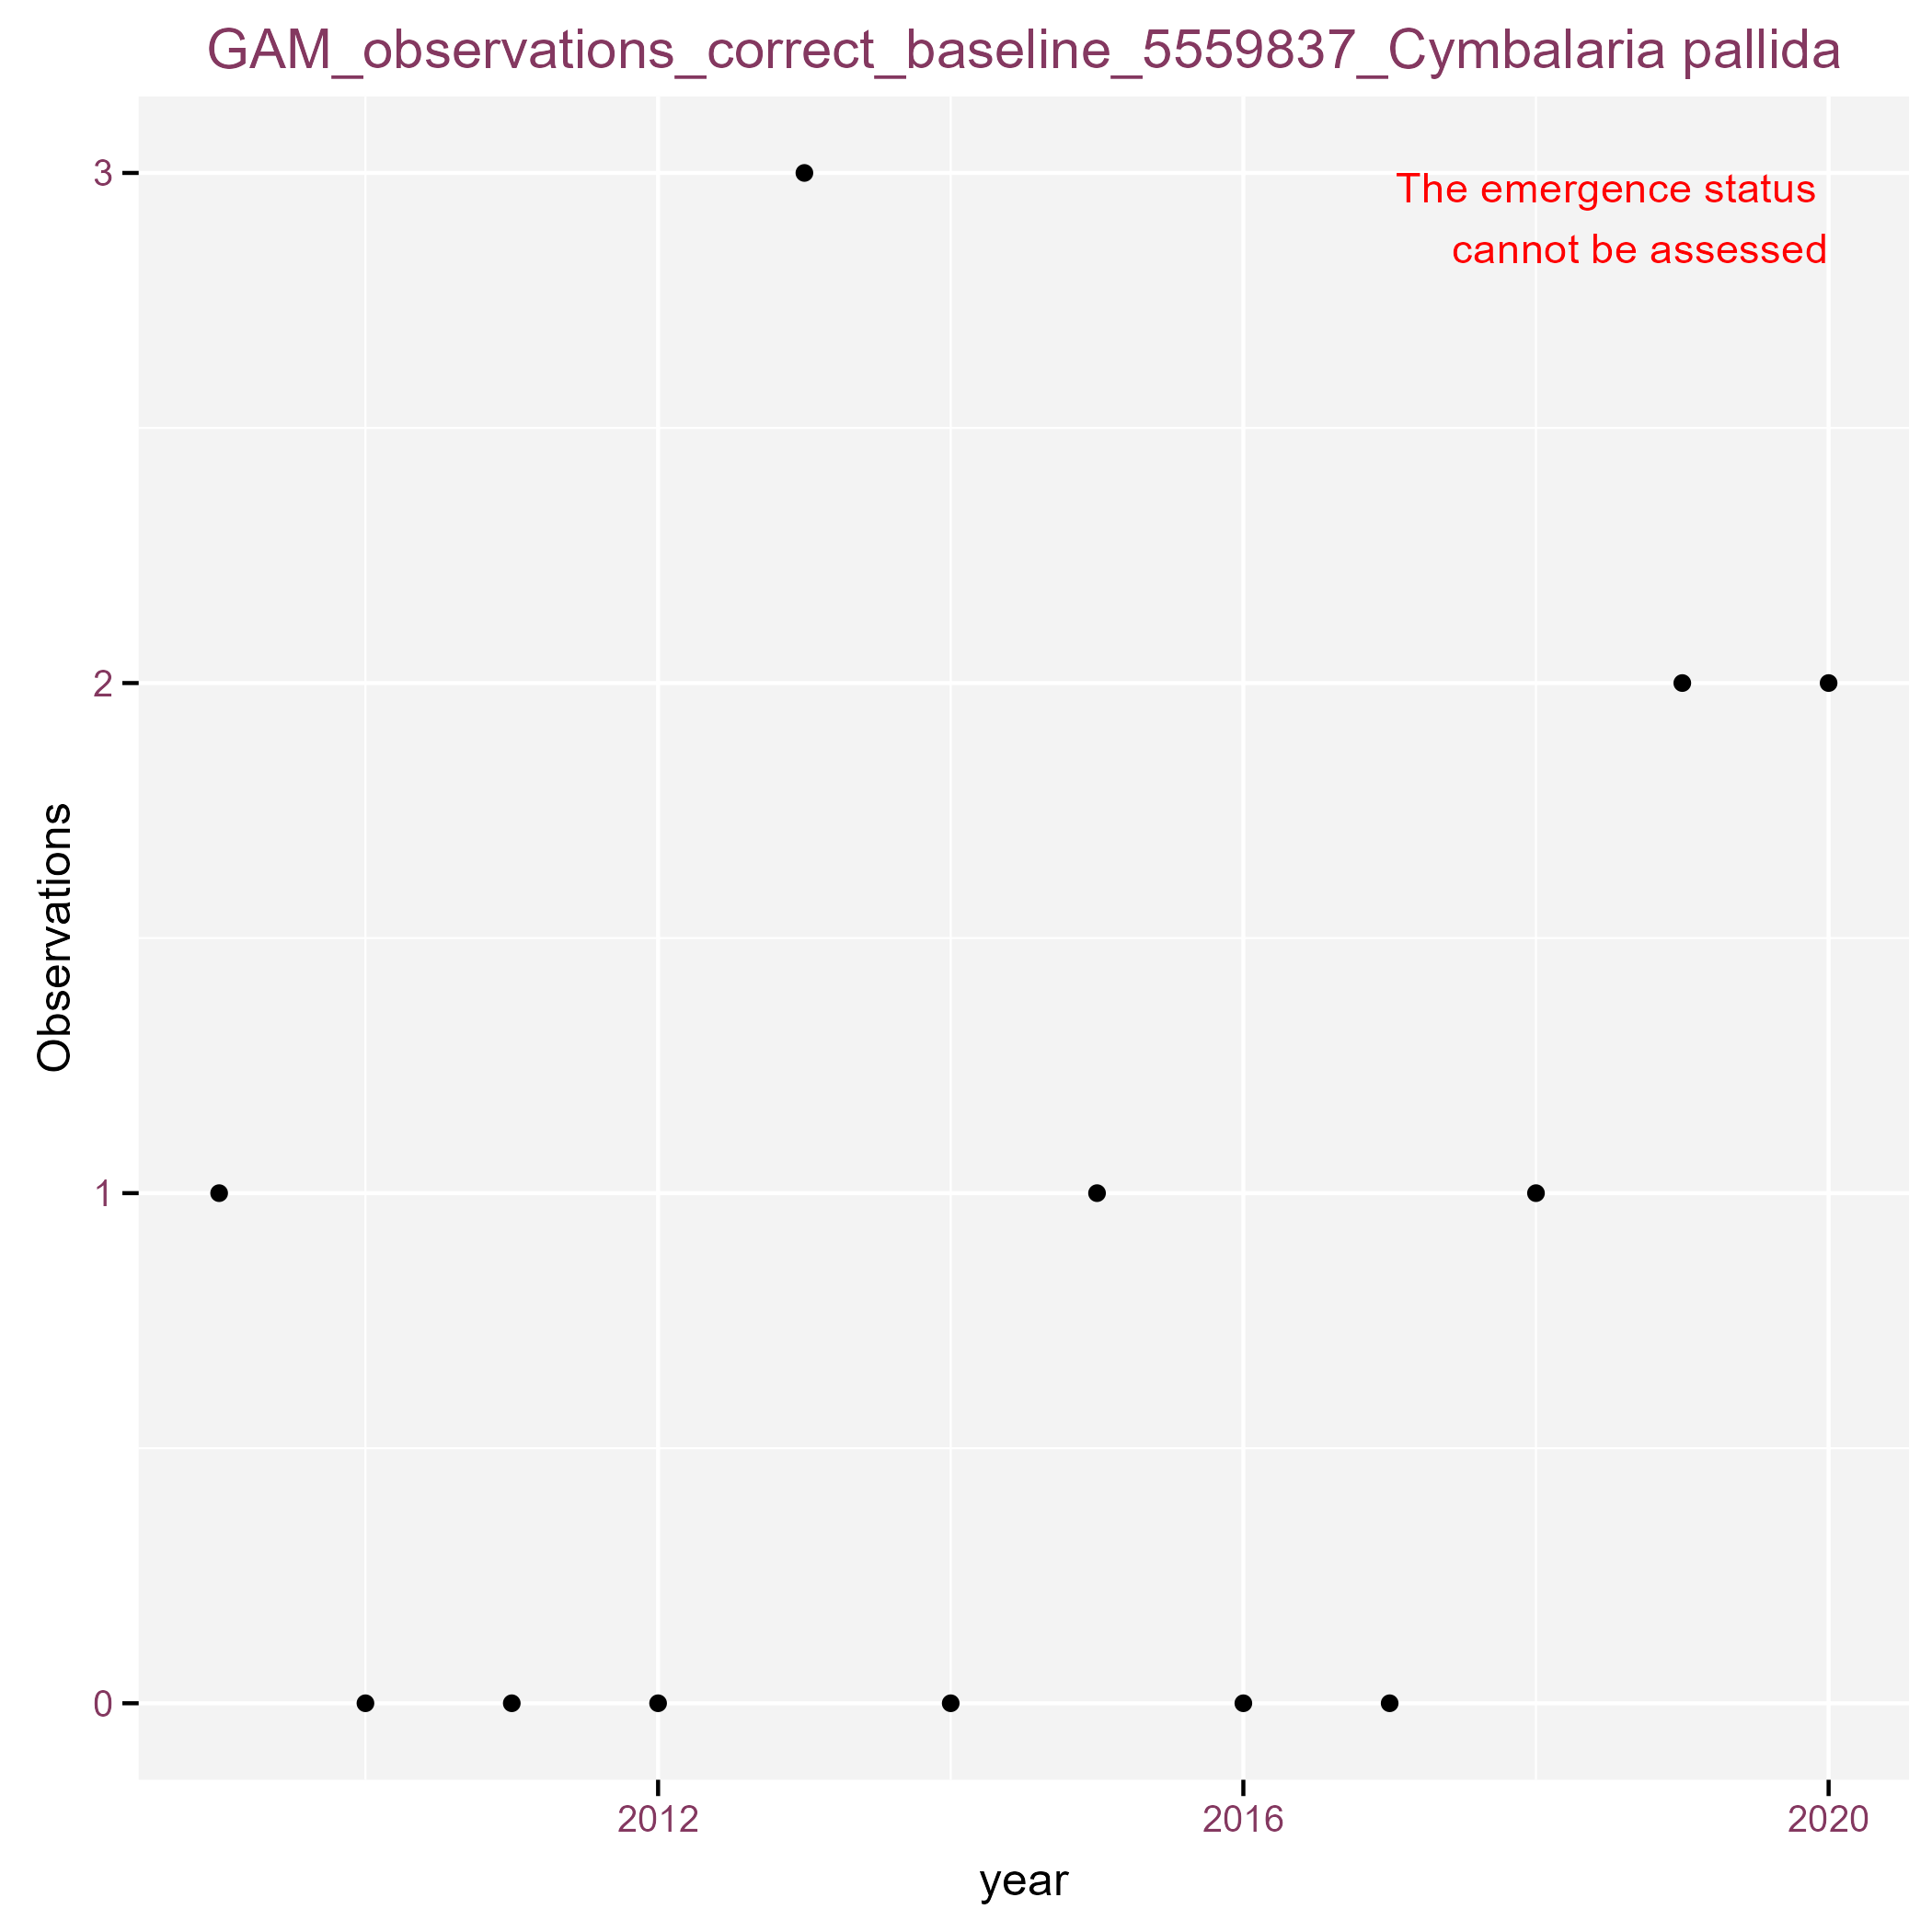 GAM_observations_correct_baseline_5559837_Cymbalaria pallida
The emergence status
cannot be assessed
3
2
1
0
Observations
2012 2016 2020
year